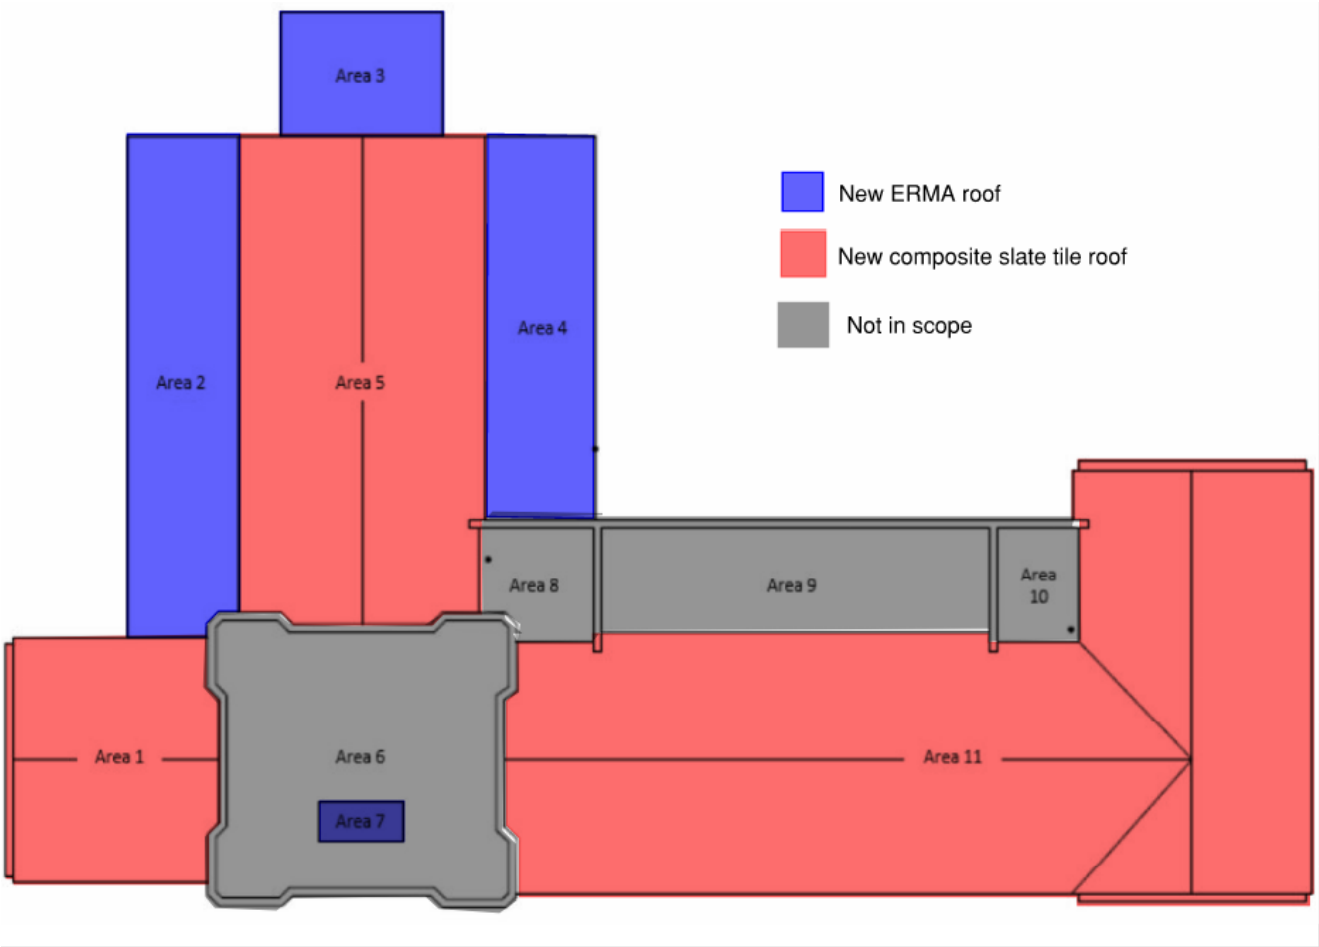 Area 3
New ERMA roof
New composite slate tile roof
Not in scope
Area 4
Area 2
Area 5
Area 8
Area 9
Area
10
Area 1
Area 6
Area 11
Area 7